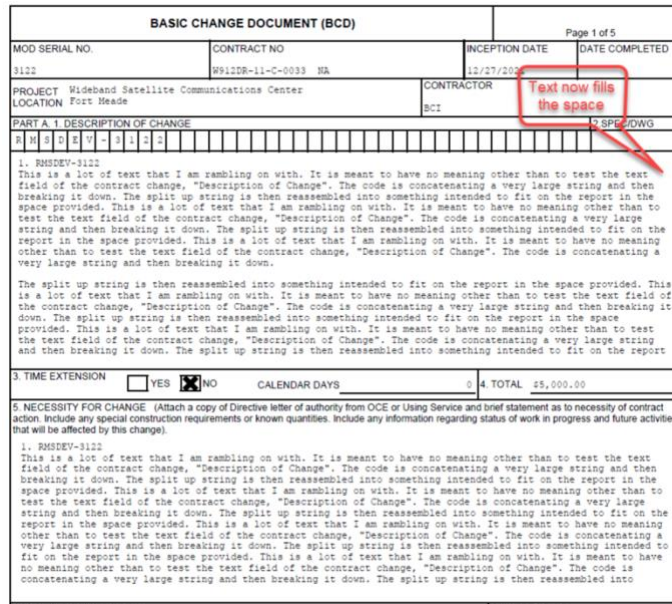 BASIC CHANGE DOCUMENT (BCD)
Page 1 of 5
MOD SERIAL NO.
CONTRACT NO
INCEPTION DATE
DATE COMPLETED
3122
W912DR-11-C-0033 NA
12/27/202
PROJECT Wideband Satellite Communications Center
LOCATION Fort Meade
CONTRACTOR
BCI
Text now fills
the space
PART A. 1. DESCRIPTION OF CHANGE
2 SPEC/DWG
R M S D E V - 3 1 2 2
1. RMSDEV-3122
This is a lot of text that I am rambling on with. It is meant to have no meaning other than to test the text
field of the contract change, "Description of Change". The code is concatenating a very large string and then
breaking it down. The split up string is then reassembled into something intended to fit on the report in the
space provided. This is a lot of text that I am rambling on with. It is meant to have no meaning other than to
test the text field of the contract change, "Description of Change". The code is concatenating a very large
string and then breaking it down. The split up string is then reassembled into something intended to fit on the
report in the space provided. This is a lot of text that I am rambling on with. It is meant to have no meaning
other than to test the text field of the contract change, "Description of Change". The code is concatenating a
very large string and then breaking it down.
The split up string is then reassembled into something intended to fit on the report in the space provided. This
is a lot of text that I am rambling on with. It is meant to have no meaning other than to test the text field of
the contract change, "Description of Change". The code is concatenating a very large string and then breaking it
down. The split up string is then reassembled into something intended to fit on the report in the space
provided. This is a lot of text that I am rambling on with. It is meant to have no meaning other than to test
the text field of the contract change, "Description of Change". The code is concatenating a very large string
and then breaking it down. The split up string is then reassembled into something intended to fit on the report
3. TIME EXTENSION YES NO CALENDAR DAYS 0 4. TOTAL $5,000.00
5. NECESSITY FOR CHANGE (Attach a copy of Directive letter of authority from OCE or Using Service and brief statement as to necessity of contract
action. Include any special construction requirements or known quantities. Include any information regarding status of work in progress and future activitie
that will be affected by this change).
1. RMSDEV-3122
This is a lot of text that I am rambling on with. It is meant to have no meaning other than to test the text
field of the contract change, "Description of Change". The code is concatenating a very large string and then
breaking it down. The split up string is then reassembled into something intended to fit on the report in the
space provided. This is a lot of text that I am rambling on with. It is meant to have no meaning other than to
test the text field of the contract change, "Description of Change". The code is concatenating a very large
string and then breaking it down. The split up string is then reassembled into something intended to fit on the
report in the space provided. This is a lot of text that I am rambling on with. It is meant to have no meaning
other than to test the text field of the contract change, "Description of Change". The code is concatenating a
very large string and then breaking it down. The split up string is then reassembled into something intended to
fit on the report in the space provided. This is a lot of text that I am rambling on with. It is meant to have
no meaning other than to test the text field of the contract change, "Description of Change". The code is
concatenating a very large string and then breaking it down. The split up string is then reassembled into